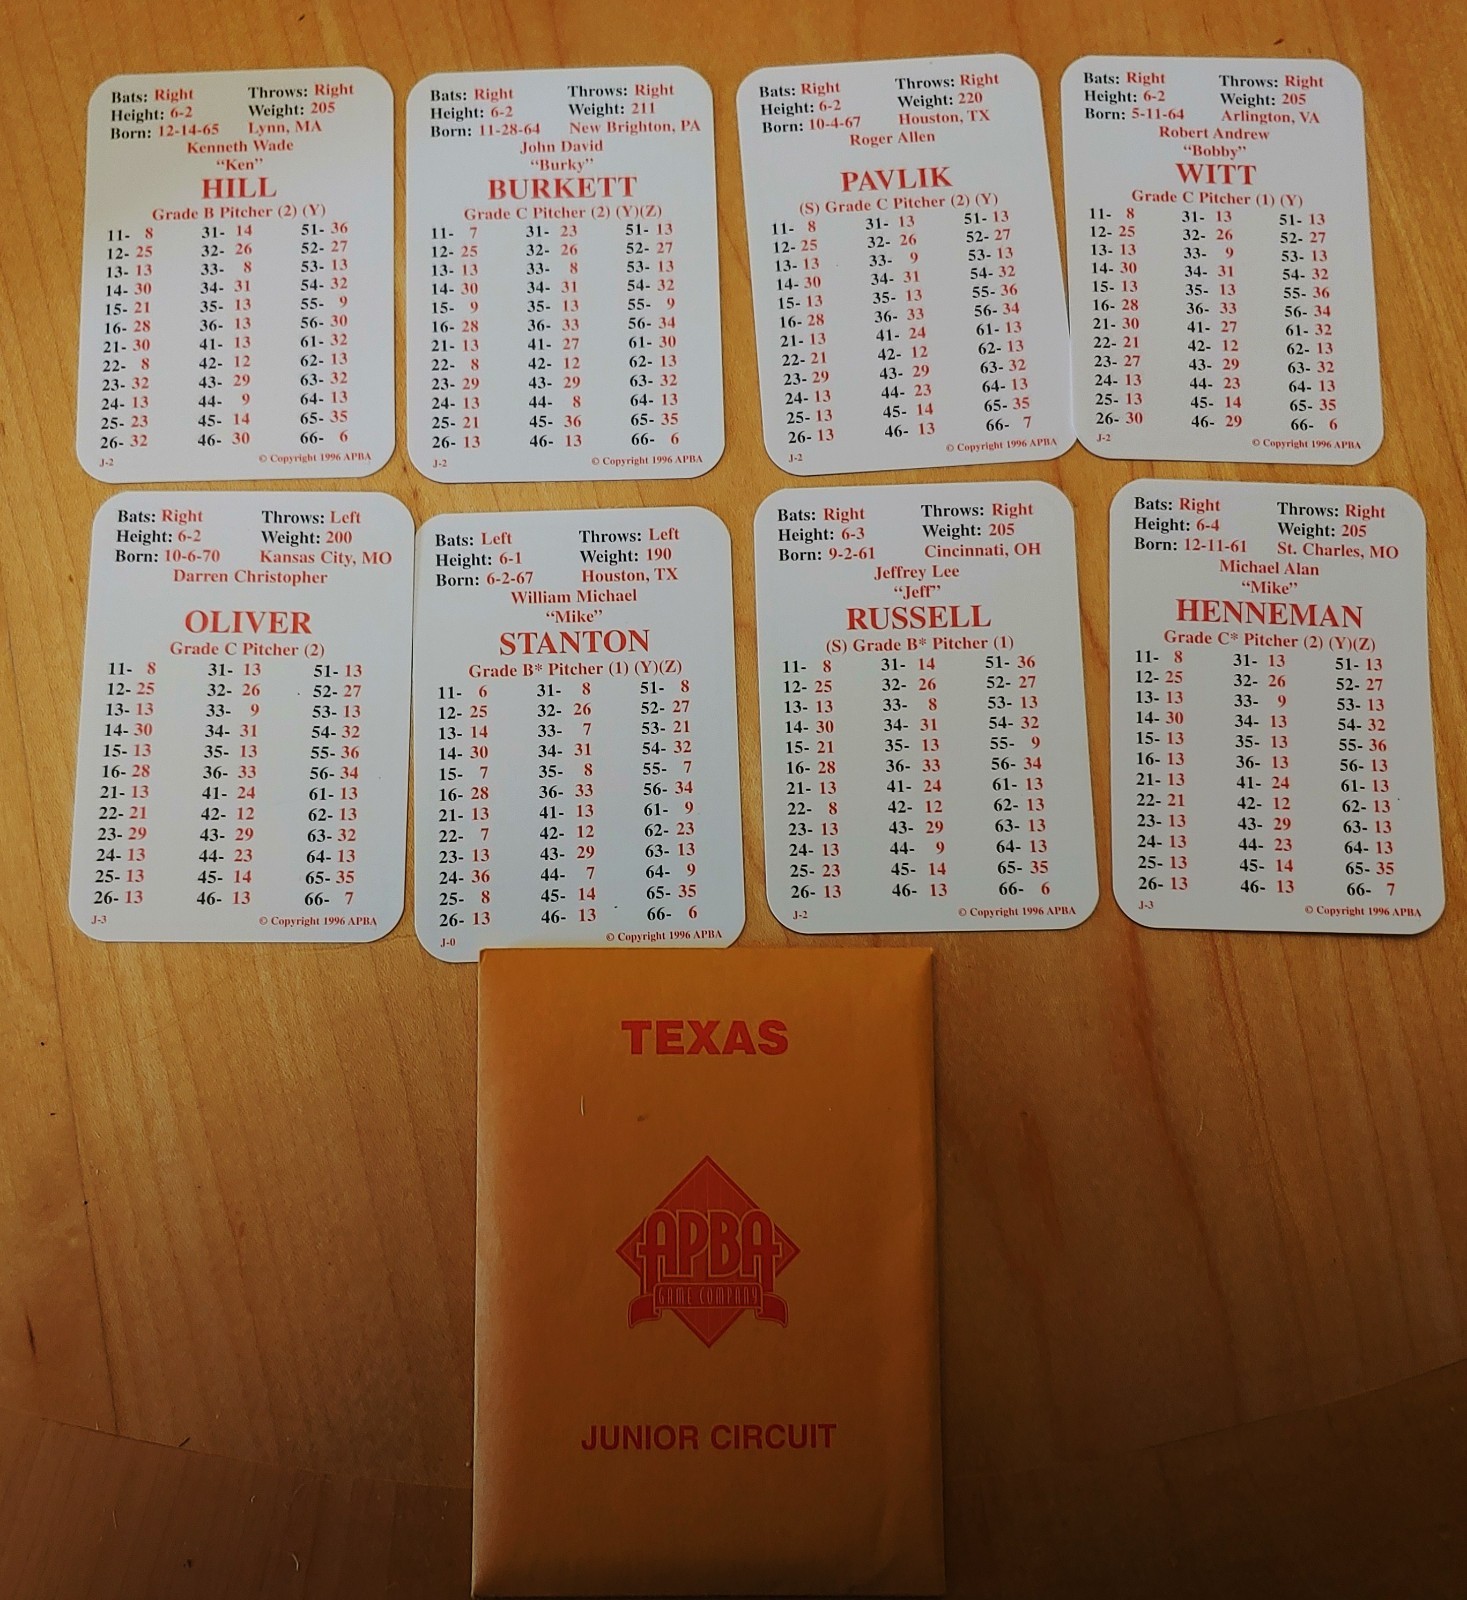 Bats: Right Throws: Right
Height: 6-2 Weight: 205
Born: 12-14-65 Lynn, MA
Kenneth Wade
“Ken”
HILL
Grade B Pitcher (2) (Y)
11- 8 31- 14 51- 36
12- 25 32- 26 52- 27
13- 13 33- 8 53- 13
14- 30 34- 31 54- 32
15- 21 35- 13 55- 9
16- 28 36- 13 56- 30
21- 30 41- 13 61- 32
22- 8 42- 12 62- 13
23- 32 43- 29 63- 32
24- 13 44- 9 64- 13
25- 23 45- 14 65- 35
26- 32 46- 30 66- 6
J-2 © Copyright 1996 APBA
Bats: Right Throws: Right
Height: 6-2 Weight: 211
Born: 11-28-64 New Brighton, PA
John David
“Burky”
BURKETT
Grade C Pitcher (2) (Y)(Z)
11- 7 31- 23 51- 13
12- 25 32- 26 52- 27
13- 13 33- 8 53- 13
14- 30 34- 31 54- 32
15- 9 35- 13 55- 9
16- 28 36- 33 56- 34
21- 13 41- 27 61- 30
22- 8 42- 12 62- 13
23- 29 43- 29 63- 32
24- 13 44- 8 64- 13
25- 21 45- 36 65- 35
26- 13 46- 13 66- 6
J-2 © Copyright 1996 APBA
Bats: Right Throws: Right
Height: 6-2 Weight: 220
Born: 10-4-67 Houston, TX
Roger Allen
PAVLIK
(S) Grade C Pitcher (2) (Y)
11- 8 31- 13 51- 13
12- 25 32- 26 52- 27
13- 13 33- 9 53- 13
14- 30 34- 31 54- 32
15- 13 35- 13 55- 36
16- 28 36- 33 56- 34
21- 13 41- 24 61- 13
22- 21 42- 12 62- 13
23- 29 43- 29 63- 32
24- 13 44- 23 64- 13
25- 13 45- 14 65- 35
26- 13 46- 13 66- 7
J-2 © Copyright 1996 APBA
Bats: Right Throws: Right
Height: 6-2 Weight: 205
Born: 5-11-64 Arlington, VA
Robert Andrew
“Bobby”
WITT
Grade C Pitcher (1) (Y)
11- 8 31- 13 51- 13
12- 25 32- 26 52- 27
13- 13 33- 9 53- 13
14- 30 34- 31 54- 32
15- 13 35- 13 55- 36
16- 28 36- 33 56- 34
21- 30 41- 27 61- 32
22- 21 42- 12 62- 13
23- 27 43- 29 63- 32
24- 13 44- 23 64- 13
25- 13 45- 14 65- 35
26- 30 46- 29 66- 6
J-2 © Copyright 1996 APBA
Bats: Right Throws: Left
Height: 6-2 Weight: 200
Born: 10-6-70 Kansas City, MO
Darren Christopher
OLIVER
Grade C Pitcher (2)
11- 8 31- 13 51- 13
12- 25 32- 26 52- 27
13- 13 33- 9 53- 13
14- 30 34- 31 54- 32
15- 13 35- 13 55- 36
16- 28 36- 33 56- 34
21- 13 41- 24 61- 13
22- 21 42- 12 62- 13
23- 29 43- 29 63- 32
24- 13 44- 23 64- 13
25- 13 45- 14 65- 35
26- 13 46- 13 66- 7
J-3 © Copyright 1996 APBA
Bats: Left Throws: Left
Height: 6-1 Weight: 190
Born: 6-2-67 Houston, TX
William Michael
“Mike”
STANTON
Grade B* Pitcher (1) (Y)(Z)
11- 6 31- 8 51- 8
12- 25 32- 26 52- 27
13- 14 33- 7 53- 21
14- 30 34- 31 54- 32
15- 7 35- 8 55- 7
16- 28 36- 33 56- 34
21- 13 41- 13 61- 9
22- 7 42- 12 62- 23
23- 13 43- 29 63- 13
24- 36 44- 7 64- 9
25- 8 45- 14 65- 35
26- 13 46- 13 66- 6
J-0 © Copyright 1996 APBA
Bats: Right Throws: Right
Height: 6-3 Weight: 205
Born: 9-2-61 Cincinnati, OH
Jeffrey Lee
“Jeff”
RUSSELL
(S) Grade B* Pitcher (1)
11- 8 31- 14 51- 36
12- 25 32- 26 52- 27
13- 13 33- 8 53- 13
14- 30 34- 31 54- 32
15- 21 35- 13 55- 9
16- 28 36- 33 56- 34
21- 13 41- 24 61- 13
22- 8 42- 12 62- 13
23- 13 43- 29 63- 13
24- 13 44- 9 64- 13
25- 23 45- 14 65- 35
26- 13 46- 13 66- 6
J-2 © Copyright 1996 APBA
Bats: Right Throws: Right
Height: 6-4 Weight: 205
Born: 12-11-61 St. Charles, MO
Michael Alan
“Mike”
HENNEMAN
Grade C* Pitcher (2) (Y)(Z)
11- 8 31- 13 51- 13
12- 25 32- 26 52- 27
13- 13 33- 9 53- 13
14- 30 34- 13 54- 32
15- 13 35- 13 55- 36
16- 13 36- 13 56- 13
21- 13 41- 24 61- 13
22- 21 42- 12 62- 13
23- 13 43- 29 63- 13
24- 13 44- 23 64- 13
25- 13 45- 14 65- 35
26- 13 46- 13 66- 7
J-3 © Copyright 1996 APBA
TEXAS
APBA
GAME COMPANY
JUNIOR CIRCUIT